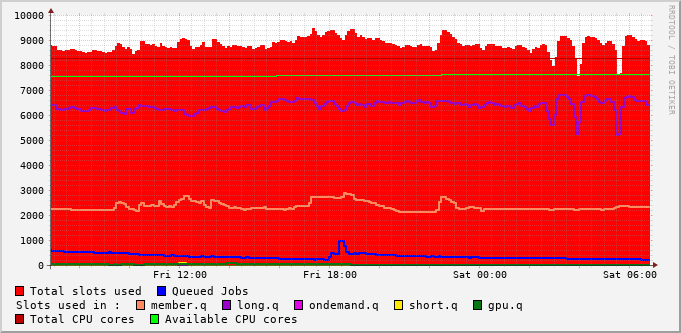 10000
9000
8000
7000
6000
5000
4000
3000
2000
1000
0
Fri 12:00 Fri 18:00 Sat 00:00 Sat 06:00
Total slots used Queued Jobs
Slots used in : member.q long.q ondemand.q short.q gpu.q
Total CPU cores Available CPU cores
RRDTOOL / TOBI OETIKER